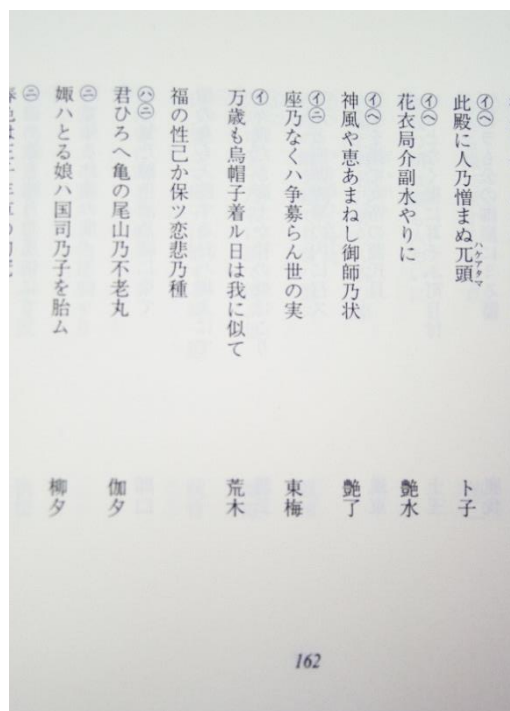 ㋑㋬
此殿に人乃憎まぬ兀頭
ハケアタマ
ト子
㋑㋬
花衣局介副水やりに
艶水
㋑㋬
神風や恵あまねし御師乃状
艶了
㋑㋥
座乃なくハ争募らん世の実
東梅
㋑
万歳も烏帽子着ル日は我に似て
荒木
福の性己か保ツ恋悲乃種
㋩㋥
君ひろへ亀の尾山乃不老丸
伽夕
㋥
娵ハとる娘ハ国司乃子を胎ム
柳夕
㋥
162